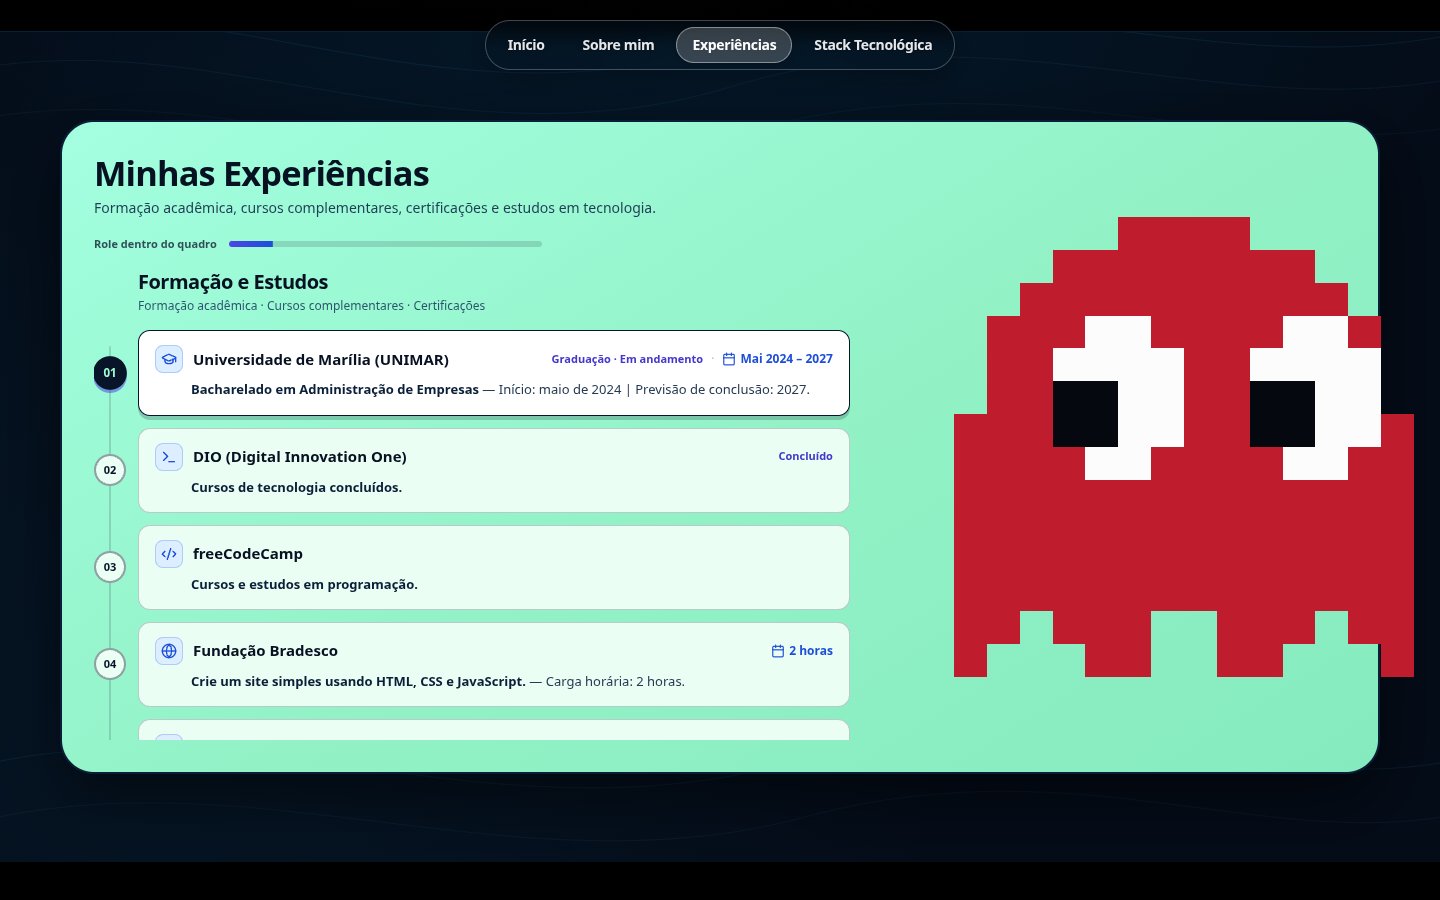 Início Sobre mim Experiências Stack Tecnológica
Minhas Experiências
Formação acadêmica, cursos complementares, certificações e estudos em tecnologia.
Role dentro do quadro
Formação e Estudos
Formação acadêmica · Cursos complementares · Certificações
01
Universidade de Marília (UNIMAR) Graduação · Em andamento · Mai 2024 – 2027
Bacharelado em Administração de Empresas — Início: maio de 2024 | Previsão de conclusão: 2027.
02
DIO (Digital Innovation One) Concluído
Cursos de tecnologia concluídos.
03
freeCodeCamp
Cursos e estudos em programação.
04
Fundação Bradesco 2 horas
Crie um site simples usando HTML, CSS e JavaScript. — Carga horária: 2 horas.